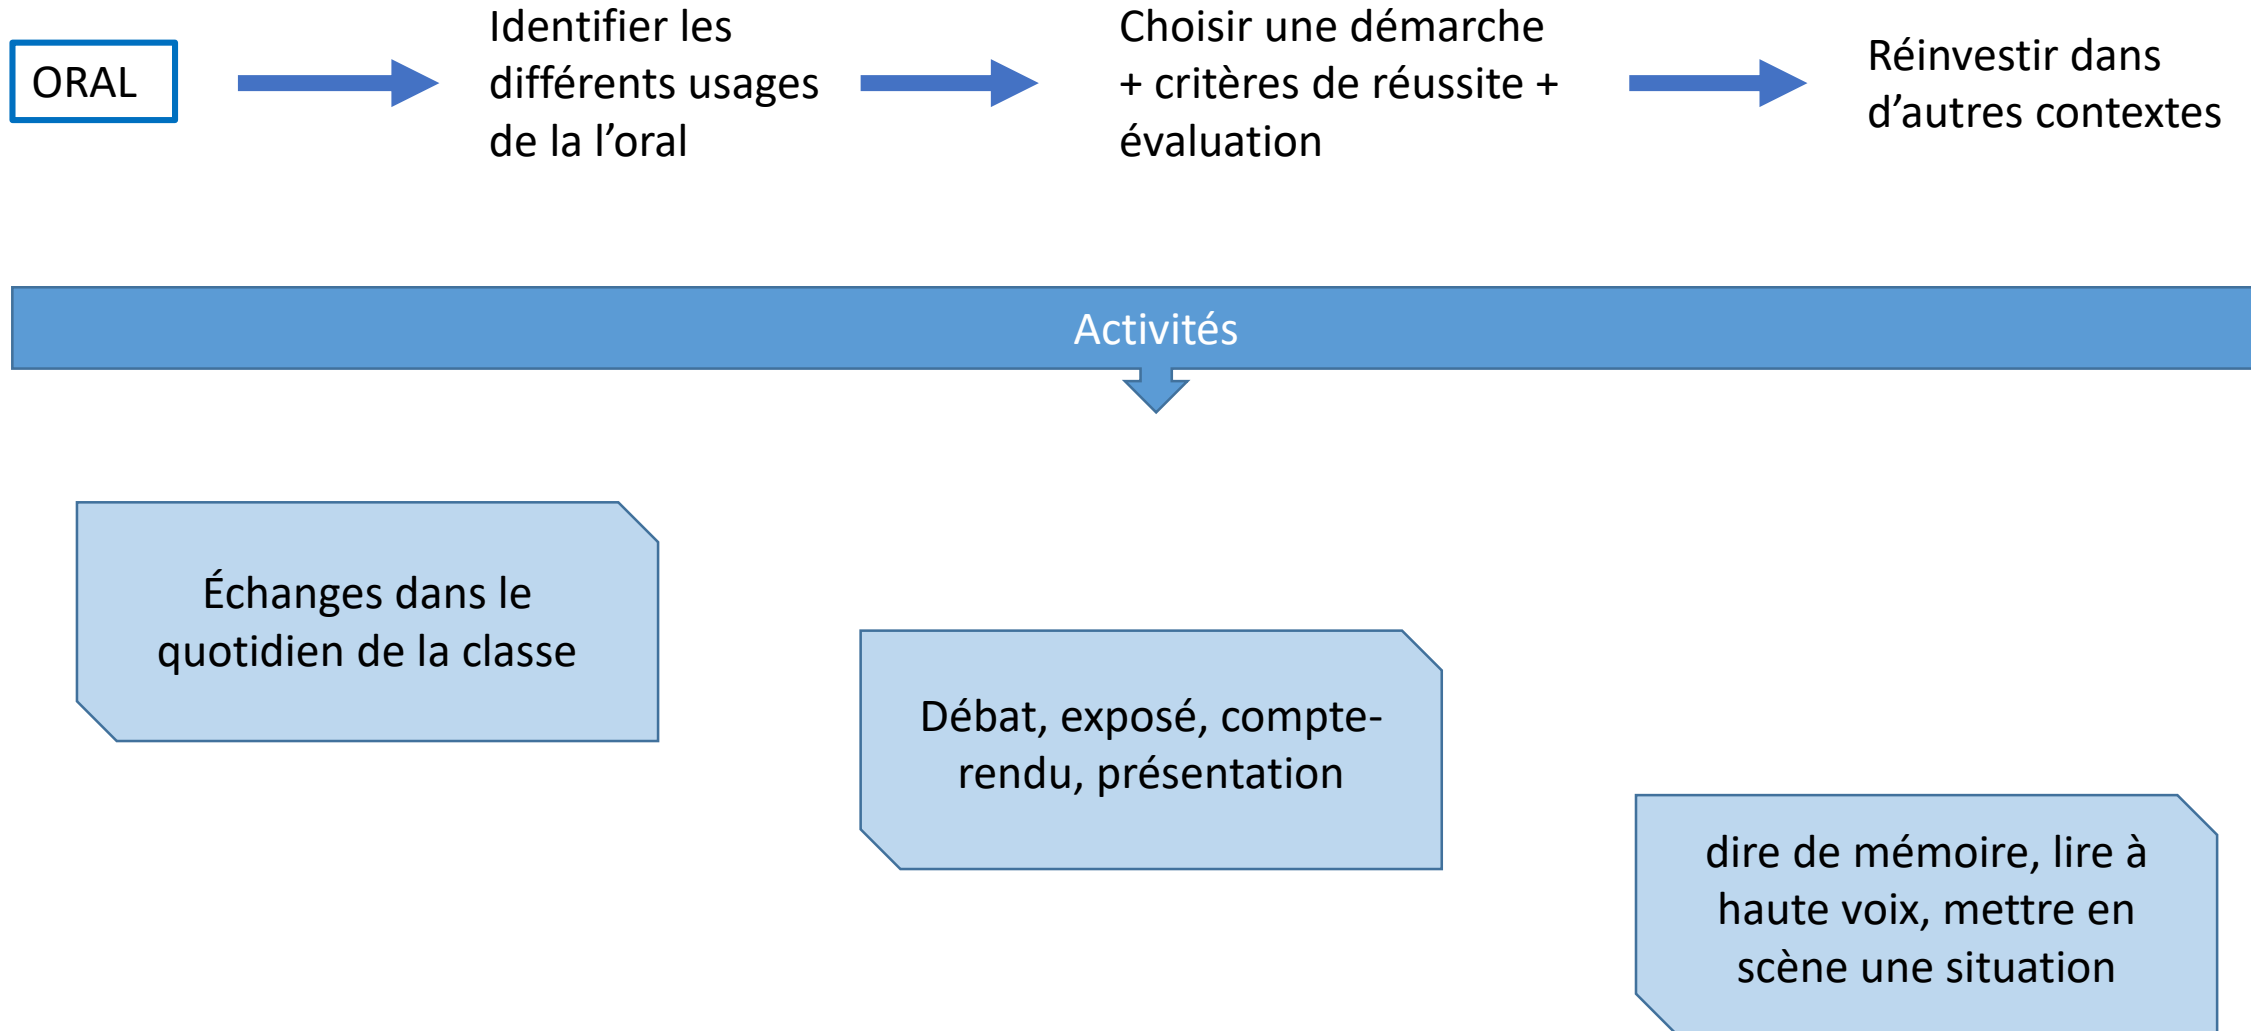 ORAL
Identifier les
différents usages
de la l’oral
Choisir une démarche
+ critères de réussite +
évaluation
Réinvestir dans
d’autres contextes
Activités
Échanges dans le
quotidien de la classe
Débat, exposé, compte-
rendu, présentation
dire de mémoire, lire à
haute voix, mettre en
scène une situation